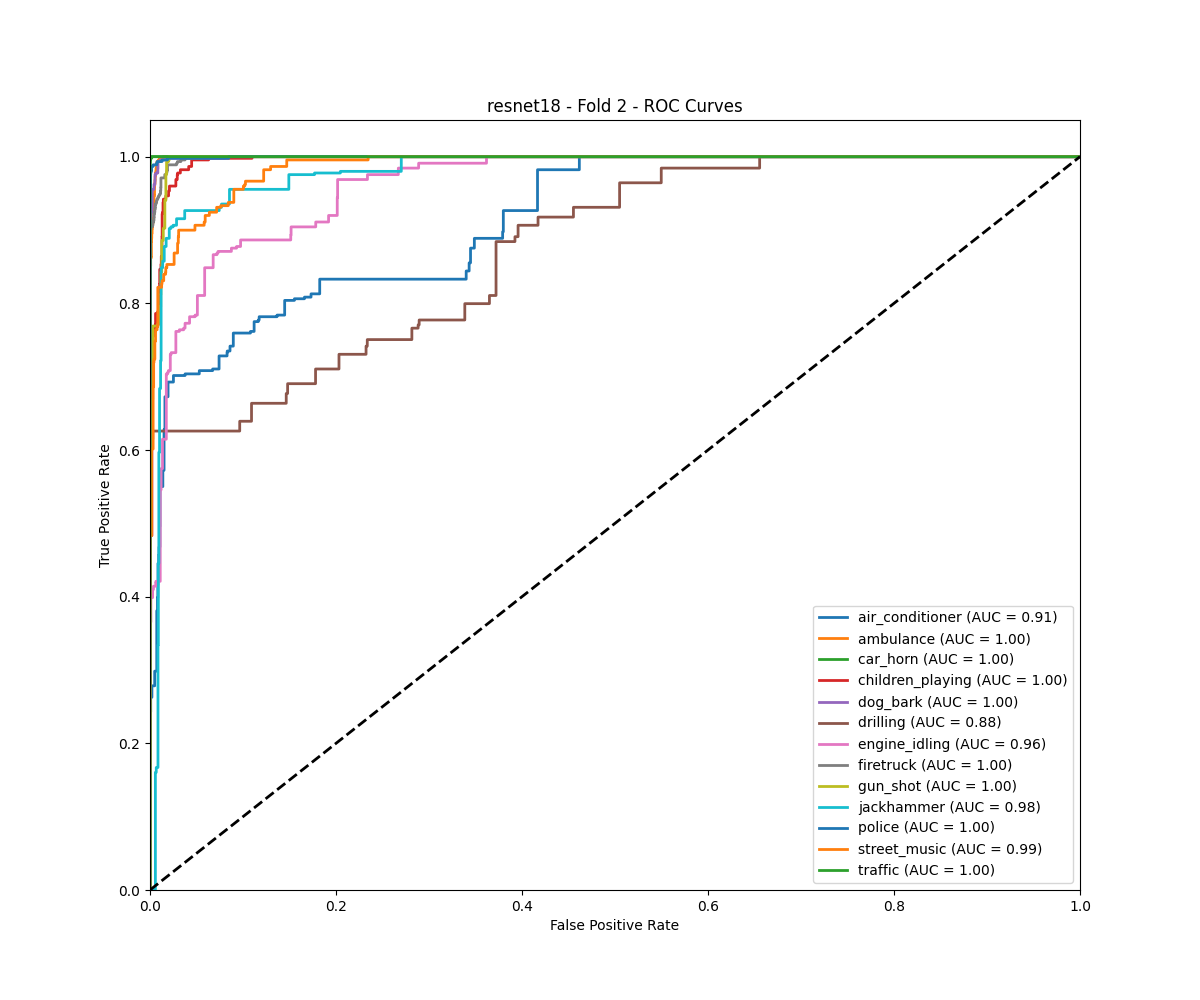 resnet18 - Fold 2 - ROC Curves
True Positive Rate
1.0
0.8
0.6
0.4
0.2
0.0
0.0 0.2 0.4 0.6 0.8 1.0
False Positive Rate
air_conditioner (AUC = 0.91)
ambulance (AUC = 1.00)
car_horn (AUC = 1.00)
children_playing (AUC = 1.00)
dog_bark (AUC = 1.00)
drilling (AUC = 0.88)
engine_idling (AUC = 0.96)
firetruck (AUC = 1.00)
gun_shot (AUC = 1.00)
jackhammer (AUC = 0.98)
police (AUC = 1.00)
street_music (AUC = 0.99)
traffic (AUC = 1.00)